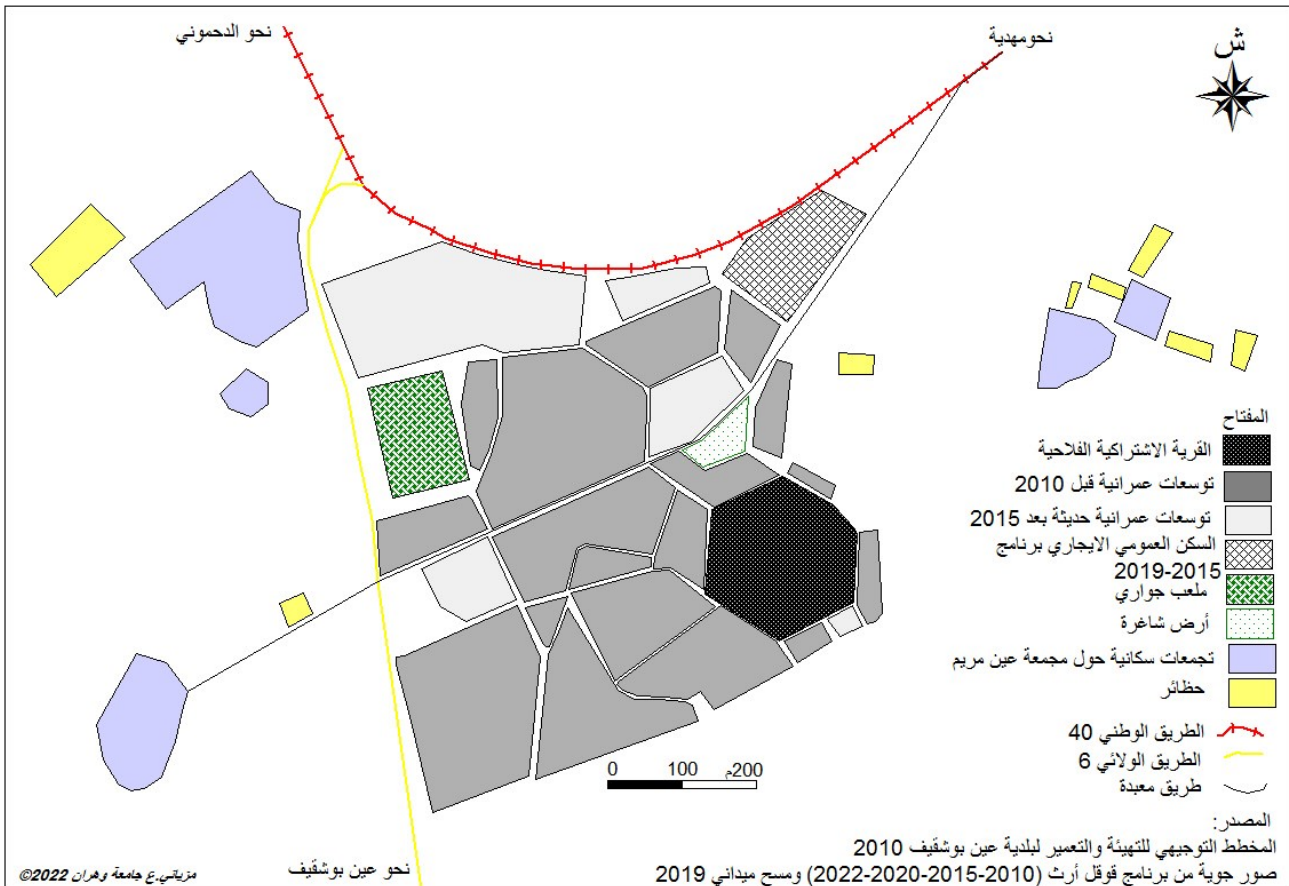 نحو الدحموني
نحومهدية
ش
المفتاح
القرية الاشتراكية الفلاحية
توسعات عمرانية قبل 2010
توسعات عمرانية حديثة بعد 2015
السكن العمومي الايجاري برنامج
2019-2015
ملعب جواري
أرض شاغرة
تجمعات سكانية حول مجمعة عين مريم
حظائر
الطريق الوطني 40
الطريق الولائي 6
طريق معبدة
0 100 200م
المصدر:
المخطط التوجيهي للتهيئة والتعمير لبلدية عين بوشقيف 2010
صور جوية من برنامج قوقل أرث (2010-2015-2020-2022) ومسح ميداني 2019
نحو عين بوشقيف
مزياني.ع جامعة وهران 2022©